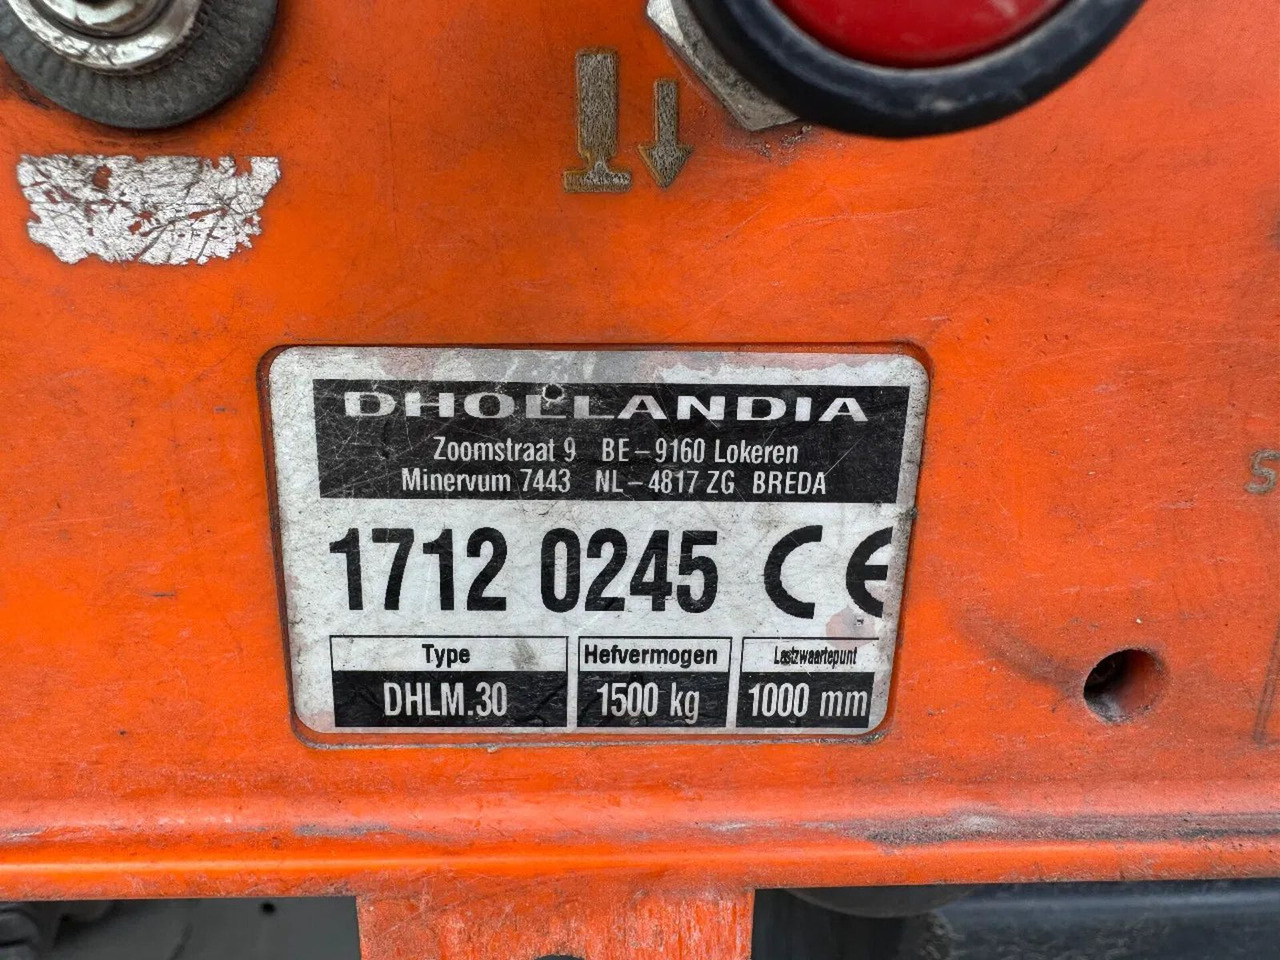 DHOLLANDIA
Zoomstraat 9 BE-9160 Lokeren
Minervum 7443 NL-4817 ZG BREDA
1712 0245 CE
Type Hefvermogen Lastzwaartepunt
DHLM.30 1500 kg 1000 mm
S